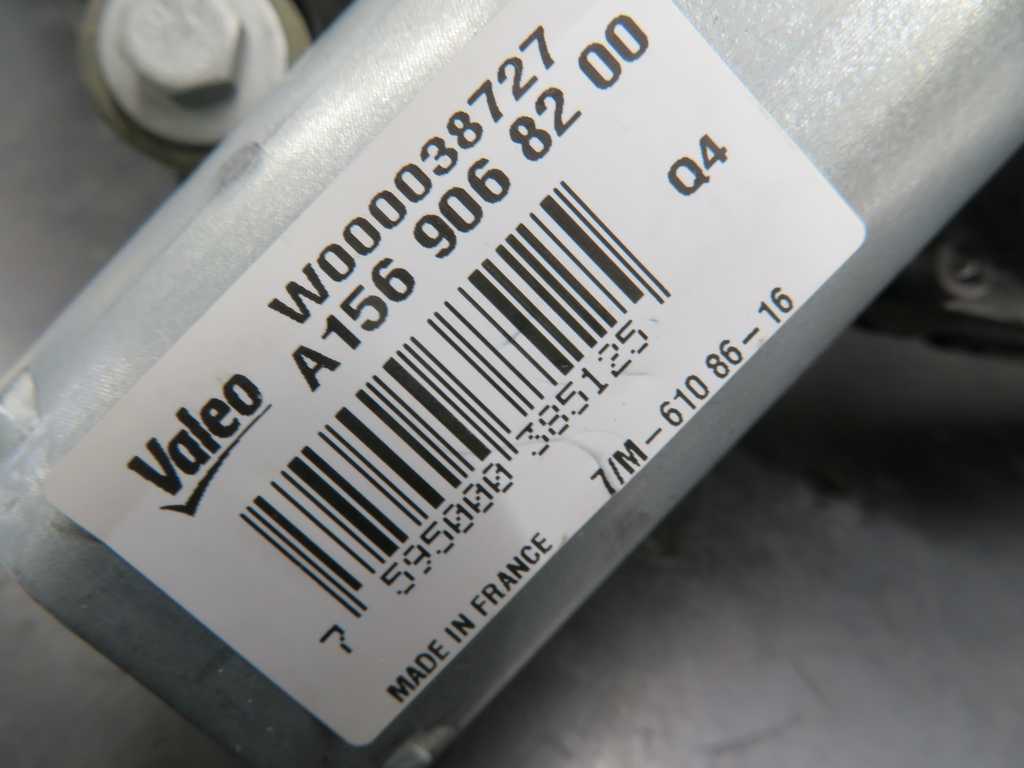 Valeo
W000038727
A156 906 82 00
Q4
7 595000 385125
7/M-610 86-16
MADE IN FRANCE